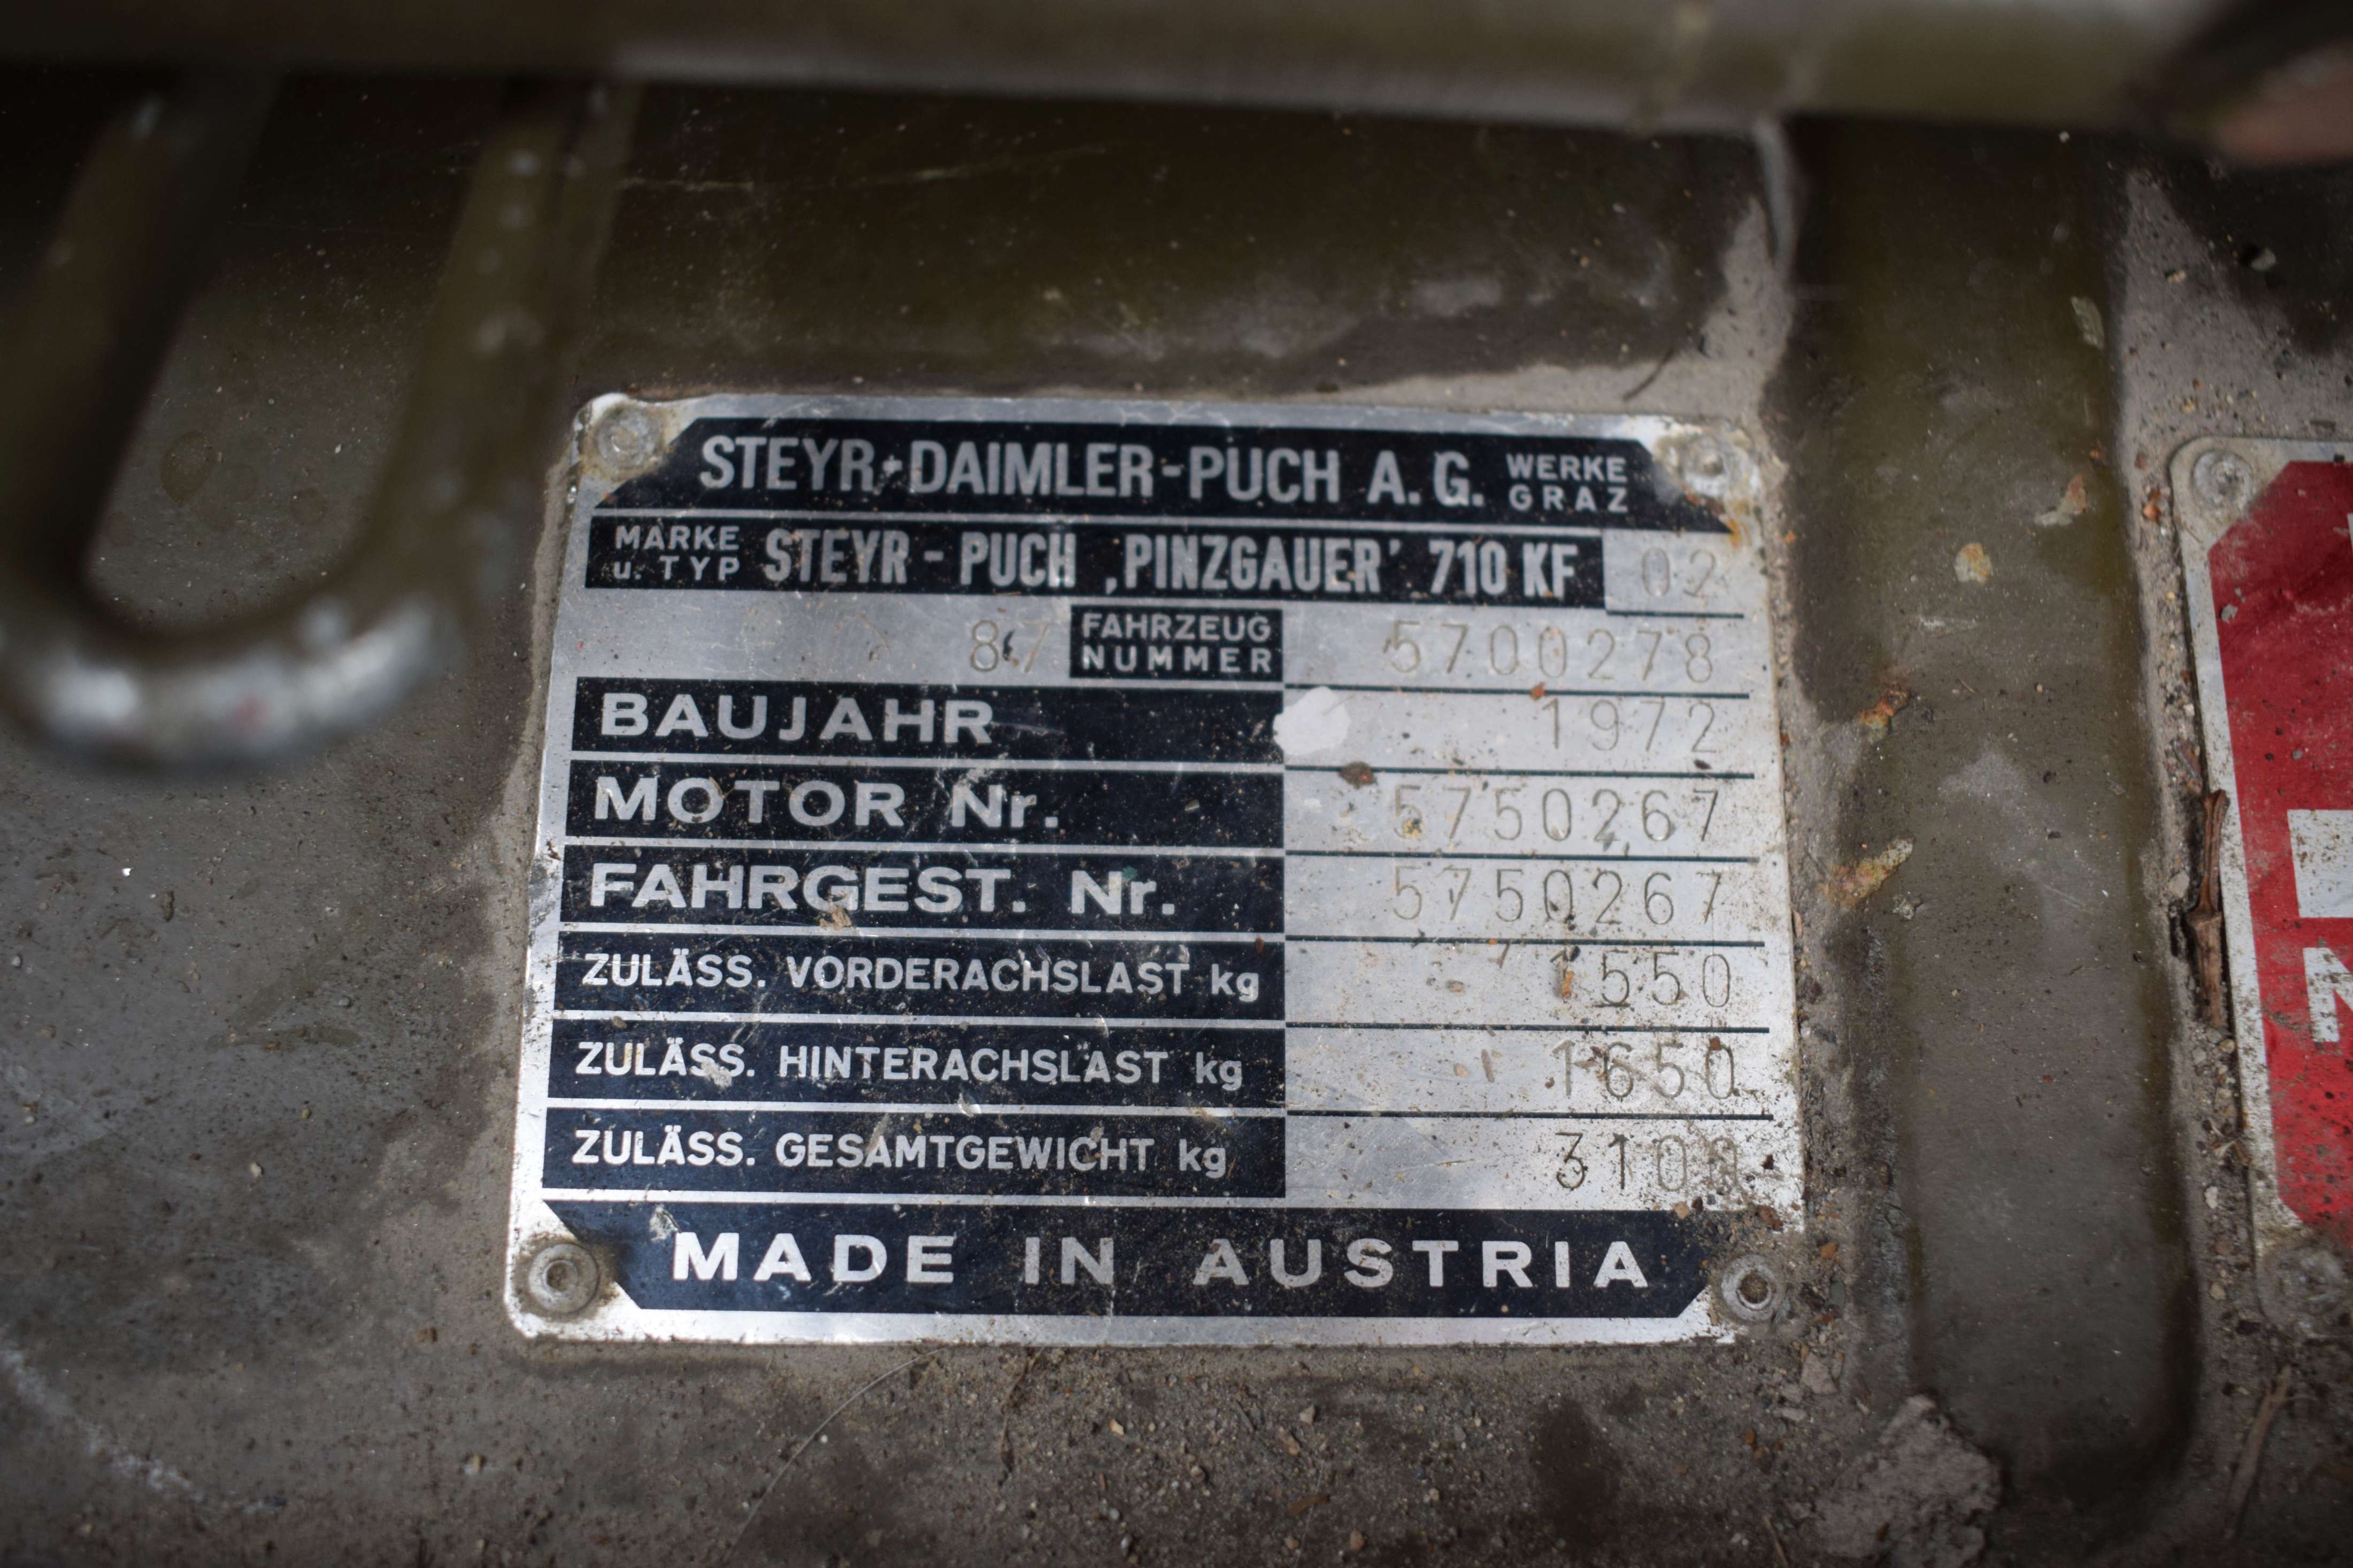 STEYR-DAIMLER-PUCH A.G. WERKE GRAZ
MARKE u. TYP STEYR - PUCH ‚PINZGAUER' 710 KF 02
87 FAHRZEUG NUMMER 5700278
BAUJAHR 1972
MOTOR Nr. 5750267
FAHRGEST. Nr. 5750267
ZULÄSS. VORDERACHSLAST kg 1550
ZULÄSS. HINTERACHSLAST kg 1650
ZULÄSS. GESAMTGEWICHT kg 3100
MADE IN AUSTRIA